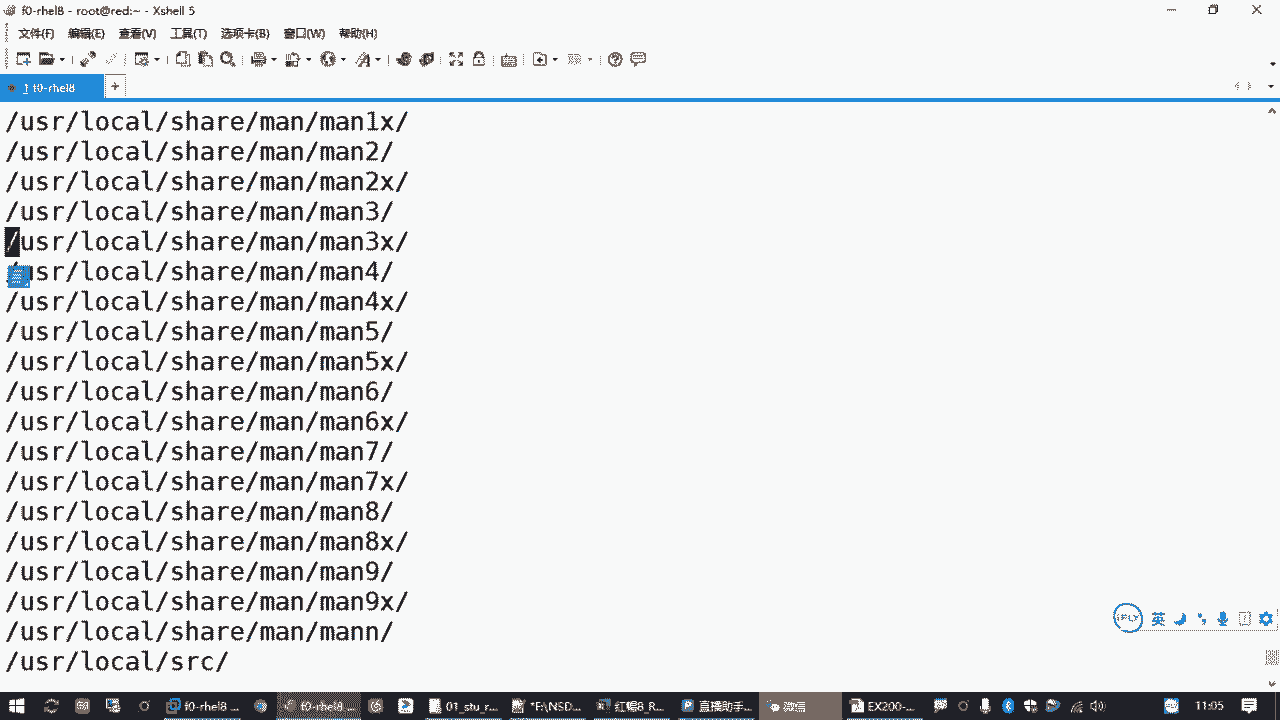 f0-rhel8 - root@red:~ - Xshell 5
文件(F) 编辑(E) 查看(V) 工具(T) 选项卡(B) 窗口(W) 帮助(H)
1 f0-rhel8
/usr/local/share/man/man1x/
/usr/local/share/man/man2/
/usr/local/share/man/man2x/
/usr/local/share/man/man3/
/usr/local/share/man/man3x/
/usr/local/share/man/man4/
/usr/local/share/man/man4x/
/usr/local/share/man/man5/
/usr/local/share/man/man5x/
/usr/local/share/man/man6/
/usr/local/share/man/man6x/
/usr/local/share/man/man7/
/usr/local/share/man/man7x/
/usr/local/share/man/man8/
/usr/local/share/man/man8x/
/usr/local/share/man/man9/
/usr/local/share/man/man9x/
/usr/local/share/man/mann/
/usr/local/src/
iFLY 英
f0-rhel8 ... f0-rhel8 ... 01_stu_r... *E:\NSD... 红帽8_R... 直播助手... 微信 EX200-... 11:05